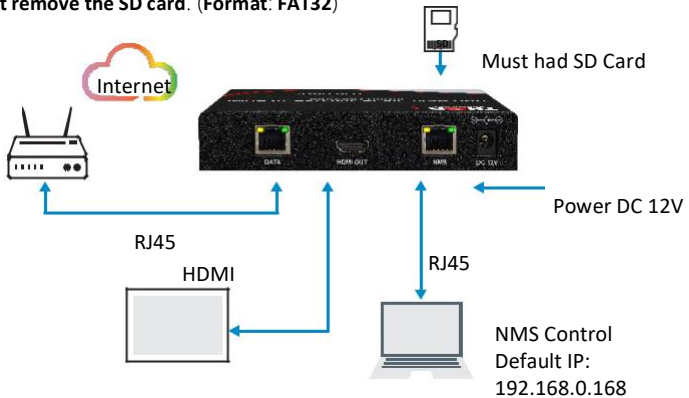 t remove the SD card. (Format: FAT32)
SD
Must had SD Card
Internet
DATA
HDMI OUT
NMS
DC 12V
Power DC 12V
RJ45
HDMI
RJ45
NMS Control
Default IP:
192.168.0.168